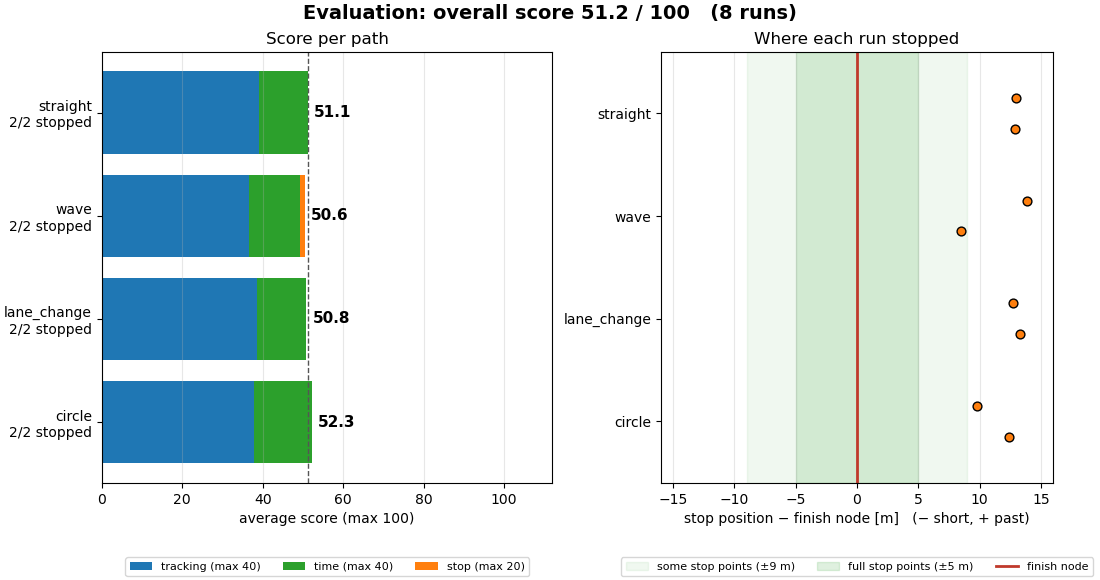 Evaluation: overall score 51.2 / 100   (8 runs)
Score per path
straight
2/2 stopped
51.1
wave
2/2 stopped
50.6
lane_change
2/2 stopped
50.8
circle
2/2 stopped
52.3
0 20 40 60 80 100
average score (max 100)
tracking (max 40) time (max 40) stop (max 20)
Where each run stopped
straight
wave
lane_change
circle
−15 −10 −5 0 5 10 15
stop position − finish node [m]   (− short, + past)
some stop points (±9 m) full stop points (±5 m) finish node